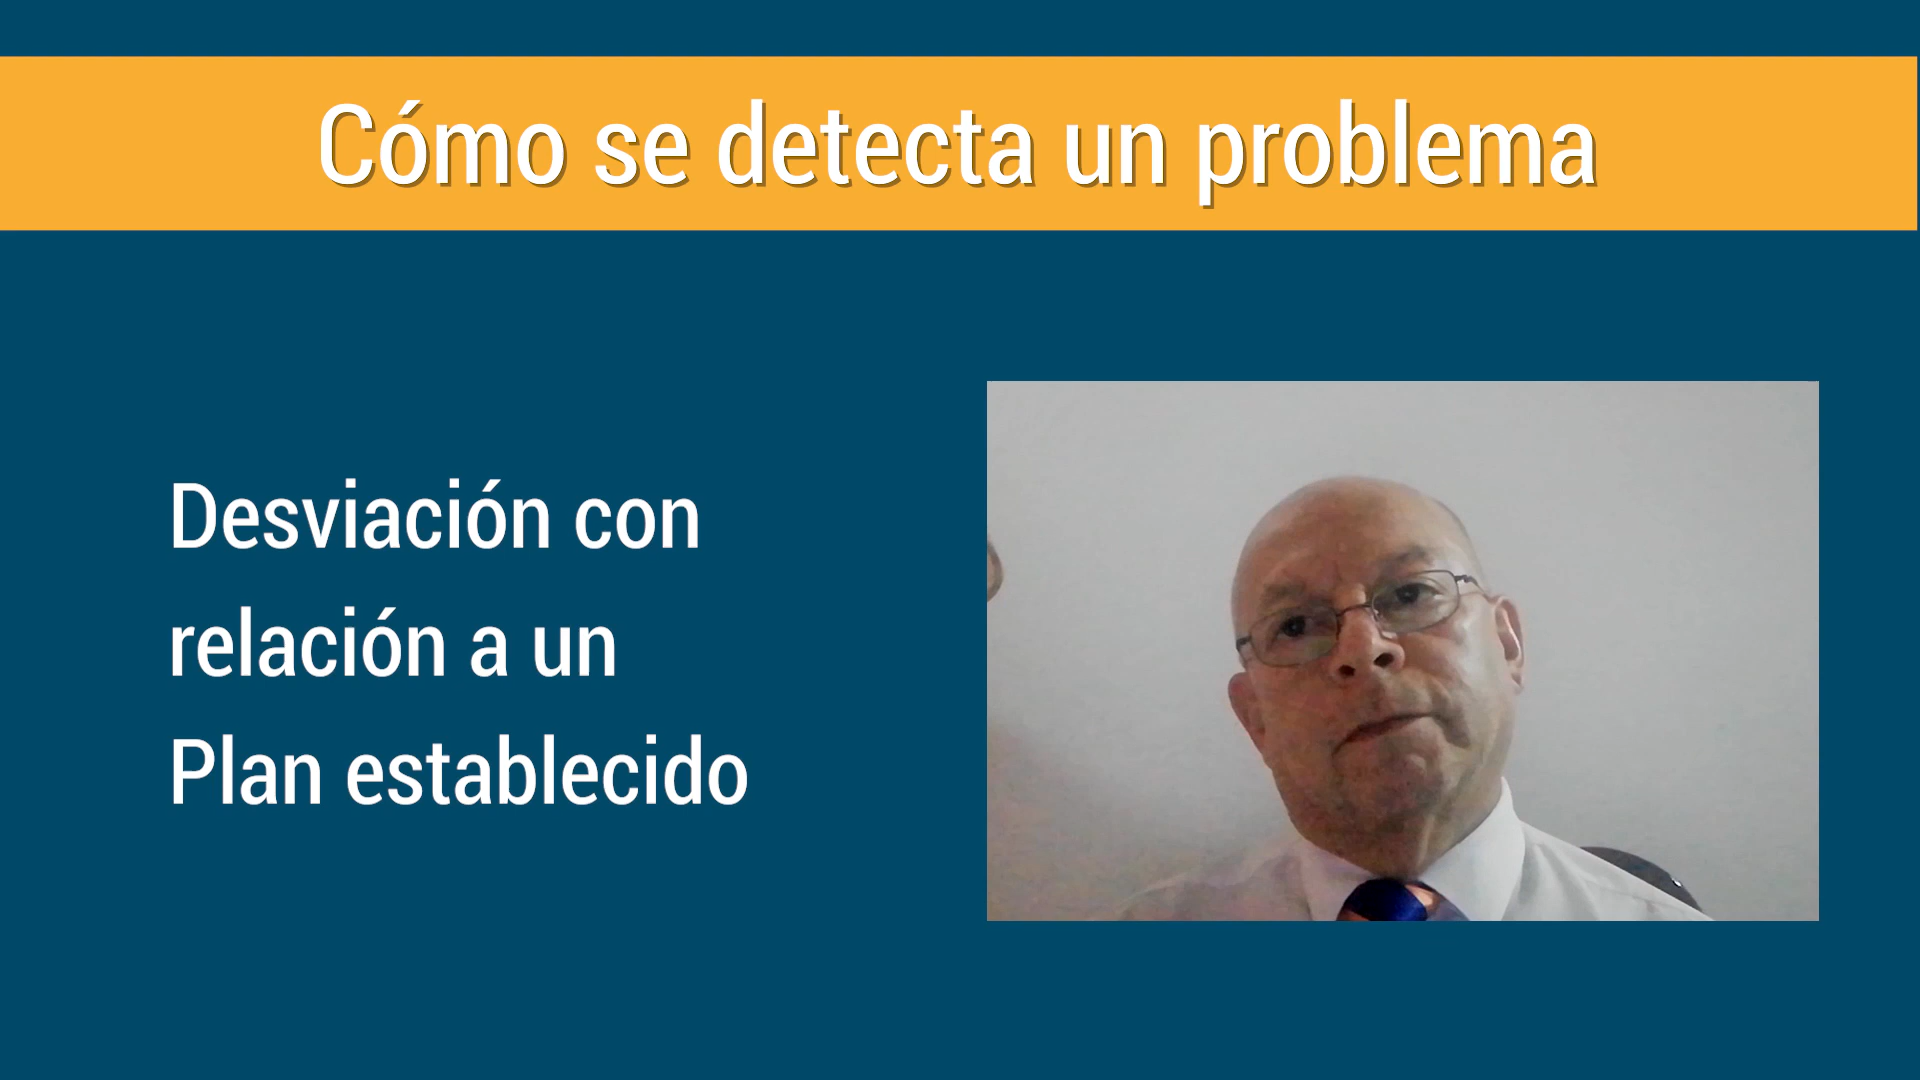 Cómo se detecta un problema
Desviación con
relación a un
Plan establecido